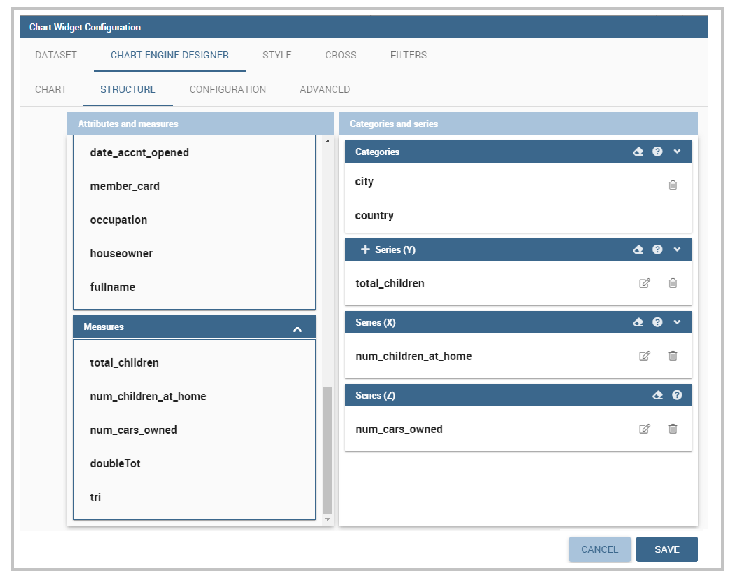 Chart Widget Configuration
DATASET CHART ENGINE DESIGNER STYLE CROSS FILTERS
CHART STRUCTURE CONFIGURATION ADVANCED
Attributes and measures
date_accnt_opened
member_card
occupation
houseowner
fullname
Measures
total_children
num_children_at_home
num_cars_owned
doubleTot
tri
Categories and series
Categories
city
country
Series (Y)
total_children
Series (X)
num_children_at_home
Series (Z)
num_cars_owned
CANCEL SAVE